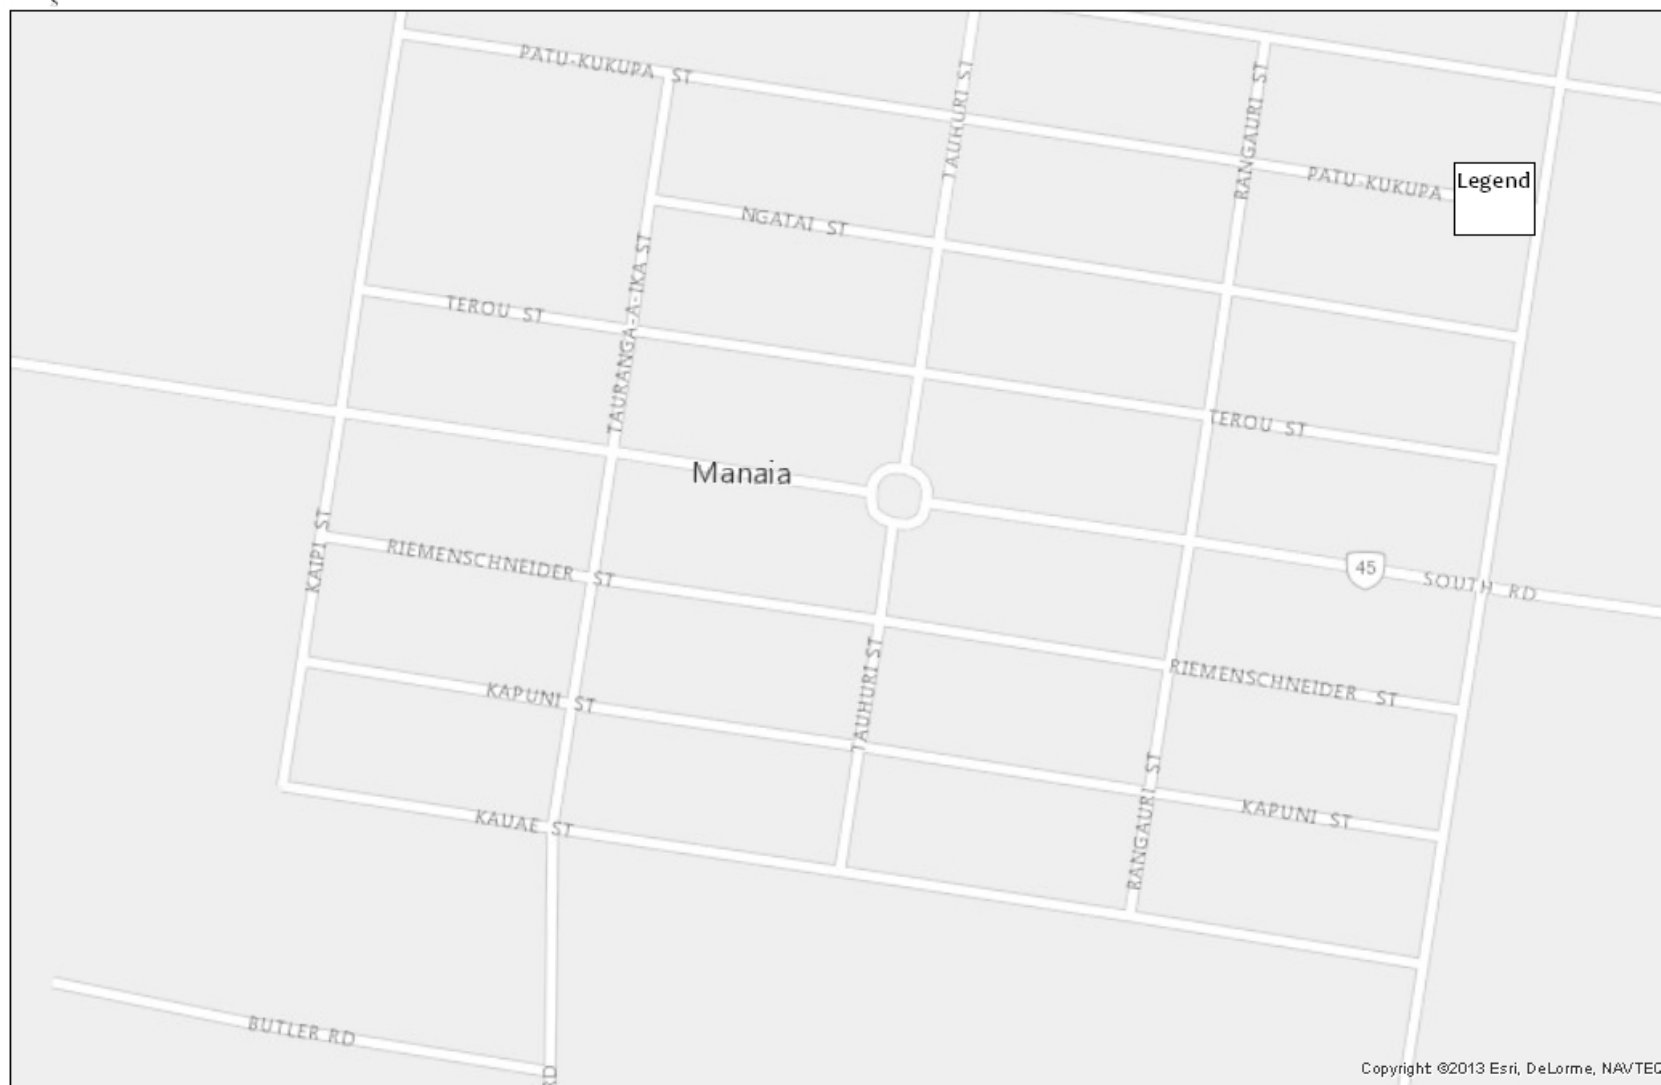 PATU-KUKUPA ST
TAUHURI ST
RANGAURI ST
PATU-KUKUPA
Legend
NGATAI ST
TAURANGA-A-IKA ST
TEROU ST
TEROU ST
Manaia
45
SOUTH RD
KAIPI ST
RIEMENSCHNEIDER ST
TAUHURI ST
RIEMENSCHNEIDER ST
KAPUNI ST
RANGAURI ST
KAPUNI ST
KAUAE ST
BUTLER RD
RD
Copyright ©2013 Esri, DeLorme, NAVTEQ